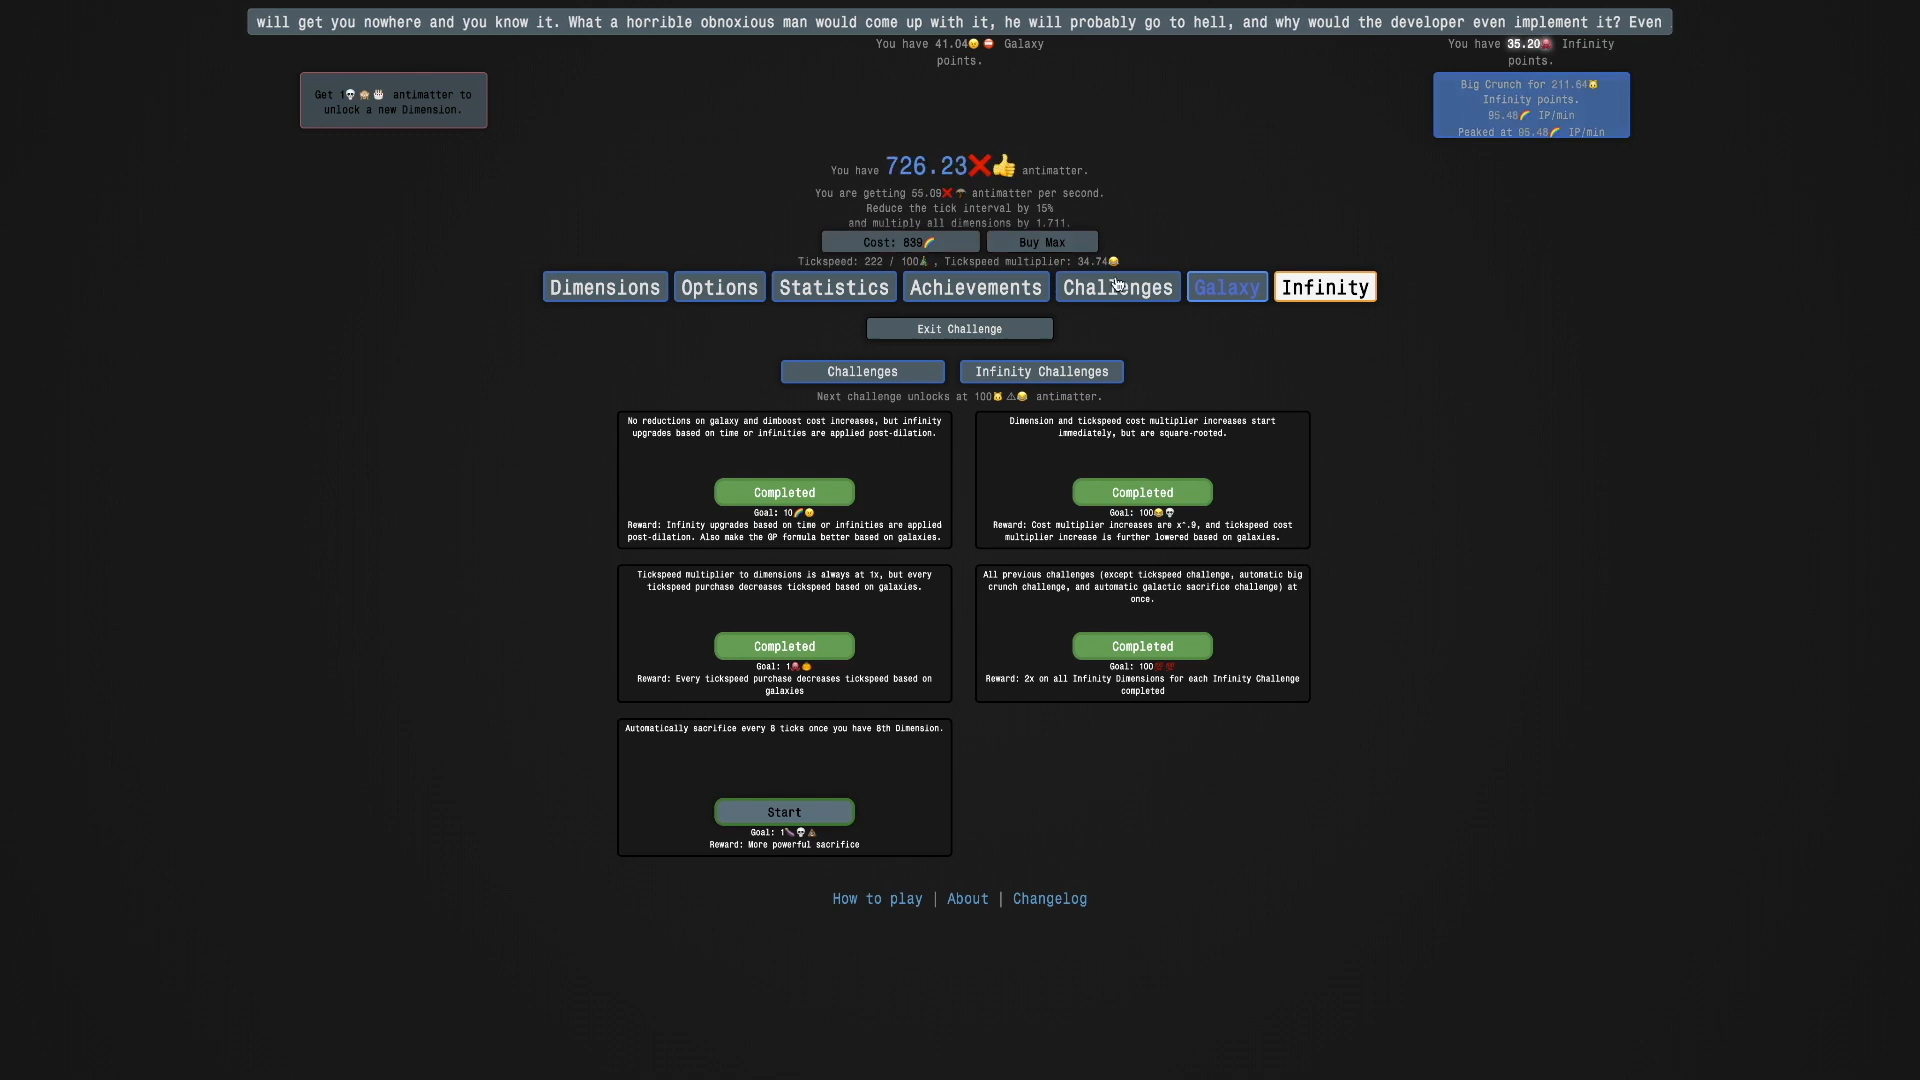 will get you nowhere and you know it. What a horrible obnoxious man would come up with it, he will probably go to hell, and why would the developer even implement it? Even
You have 41.04😠⛔ Galaxy
points.
You have 35.20 Infinity
points.
Get 1💀🙈🎂 antimatter to
unlock a new Dimension.
Big Crunch for 211.64🐱
Infinity points.
95.48🌈 IP/min
Peaked at 95.48🌈 IP/min
You have 726.23❌👍 antimatter.
You are getting 55.09❌🌴 antimatter per second.
Reduce the tick interval by 15%
and multiply all dimensions by 1.711.
Cost: 839🌈
Buy Max
Tickspeed: 222 / 100🎄, Tickspeed multiplier: 34.74😂
Dimensions
Options
Statistics
Achievements
Challenges
Galaxy
Infinity
Exit Challenge
Challenges
Infinity Challenges
Next challenge unlocks at 100🐱⚠😂 antimatter.
No reductions on galaxy and dimboost cost increases, but infinity
upgrades based on time or infinities are applied post-dilation.
Completed
Goal: 10🌈😠
Reward: Infinity upgrades based on time or infinities are applied
post-dilation. Also make the GP formula better based on galaxies.
Dimension and tickspeed cost multiplier increases start
immediately, but are square-rooted.
Completed
Goal: 100😂💀
Reward: Cost multiplier increases are x^.9, and tickspeed cost
multiplier increase is further lowered based on galaxies.
Tickspeed multiplier to dimensions is always at 1x, but every
tickspeed purchase decreases tickspeed based on galaxies.
Completed
Goal: 1
Reward: Every tickspeed purchase decreases tickspeed based on
galaxies
All previous challenges (except tickspeed challenge, automatic big
crunch challenge, and automatic galactic sacrifice challenge) at
once.
Completed
Goal: 100💯💯
Reward: 2x on all Infinity Dimensions for each Infinity Challenge
completed
Automatically sacrifice every 8 ticks once you have 8th Dimension.
Start
Goal: 1🍆💀💩
Reward: More powerful sacrifice
How to play | About | Changelog